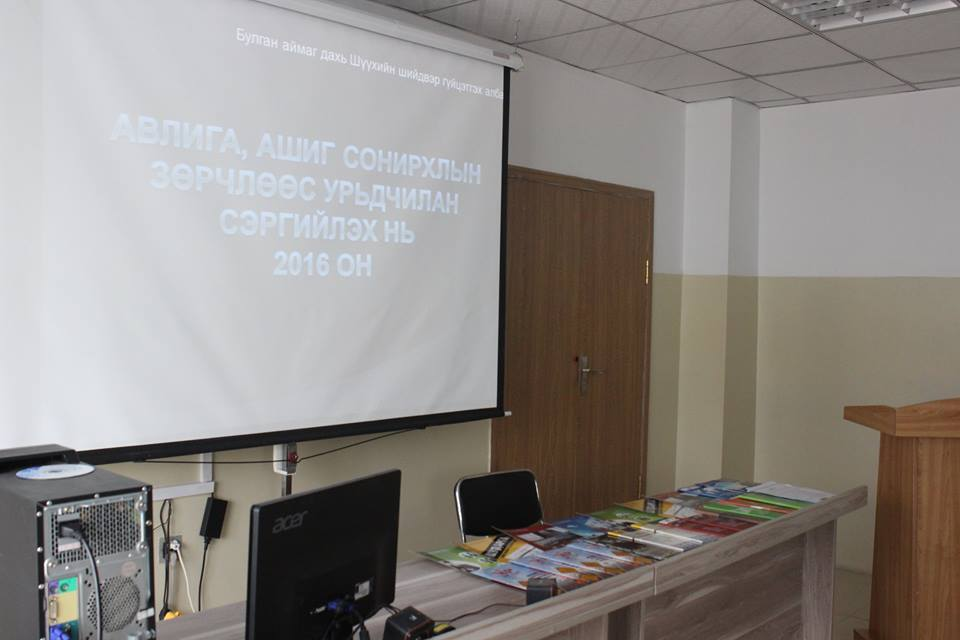 Булган аймаг дахь Шүүхийн шийдвэр гүйцэтгэх алба
АВЛИГА, АШИГ СОНИРХЛЫН
ЗӨРЧЛӨӨС УРЬДЧИЛАН
СЭРГИЙЛЭХ НЬ
2016 ОН
acer